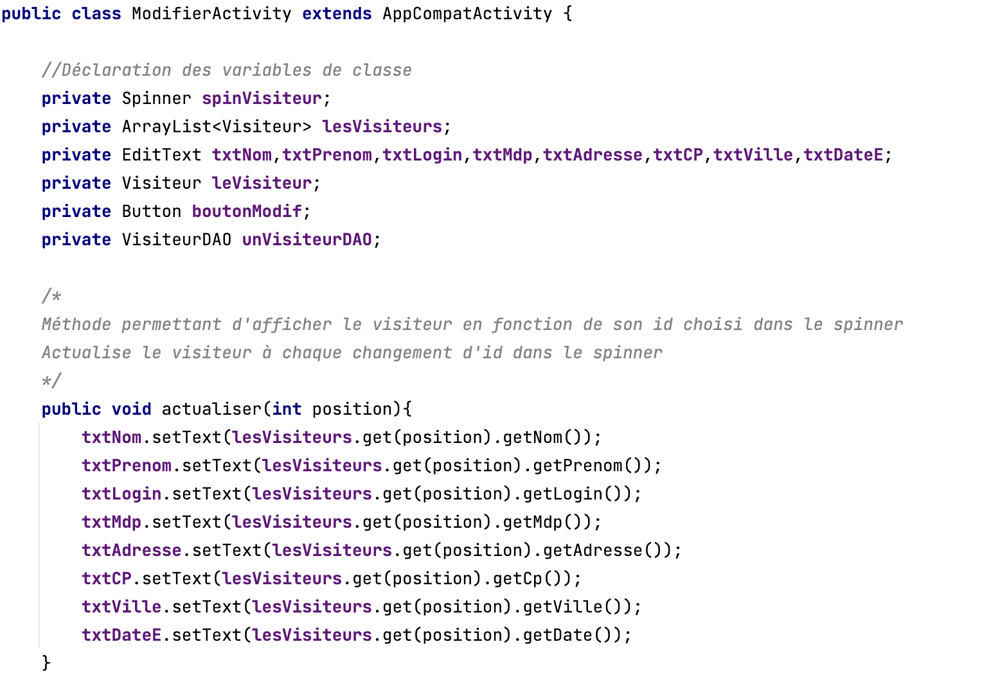 public class ModifierActivity extends AppCompatActivity {
//Déclaration des variables de classe
private Spinner spinVisiteur;
private ArrayList<Visiteur> lesVisiteurs;
private EditText txtNom,txtPrenom,txtLogin,txtMdp,txtAdresse,txtCP,txtVille,txtDateE;
private Visiteur leVisiteur;
private Button boutonModif;
private VisiteurDAO unVisiteurDAO;
/*
Méthode permettant d'afficher le visiteur en fonction de son id choisi dans le spinner
Actualise le visiteur à chaque changement d'id dans le spinner
*/
public void actualiser(int position){
txtNom.setText(lesVisiteurs.get(position).getNom());
txtPrenom.setText(lesVisiteurs.get(position).getPrenom());
txtLogin.setText(lesVisiteurs.get(position).getLogin());
txtMdp.setText(lesVisiteurs.get(position).getMdp());
txtAdresse.setText(lesVisiteurs.get(position).getAdresse());
txtCP.setText(lesVisiteurs.get(position).getCp());
txtVille.setText(lesVisiteurs.get(position).getVille());
txtDateE.setText(lesVisiteurs.get(position).getDate());
}